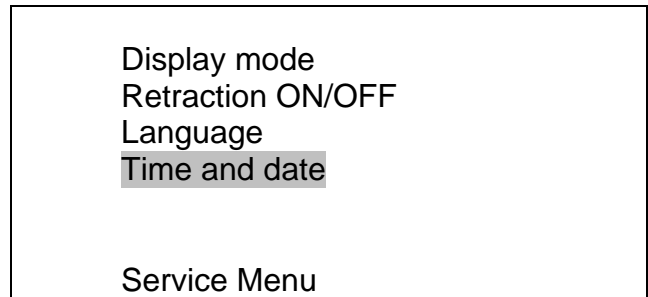 Display mode
Retraction ON/OFF
Language
Time and date
Service Menu